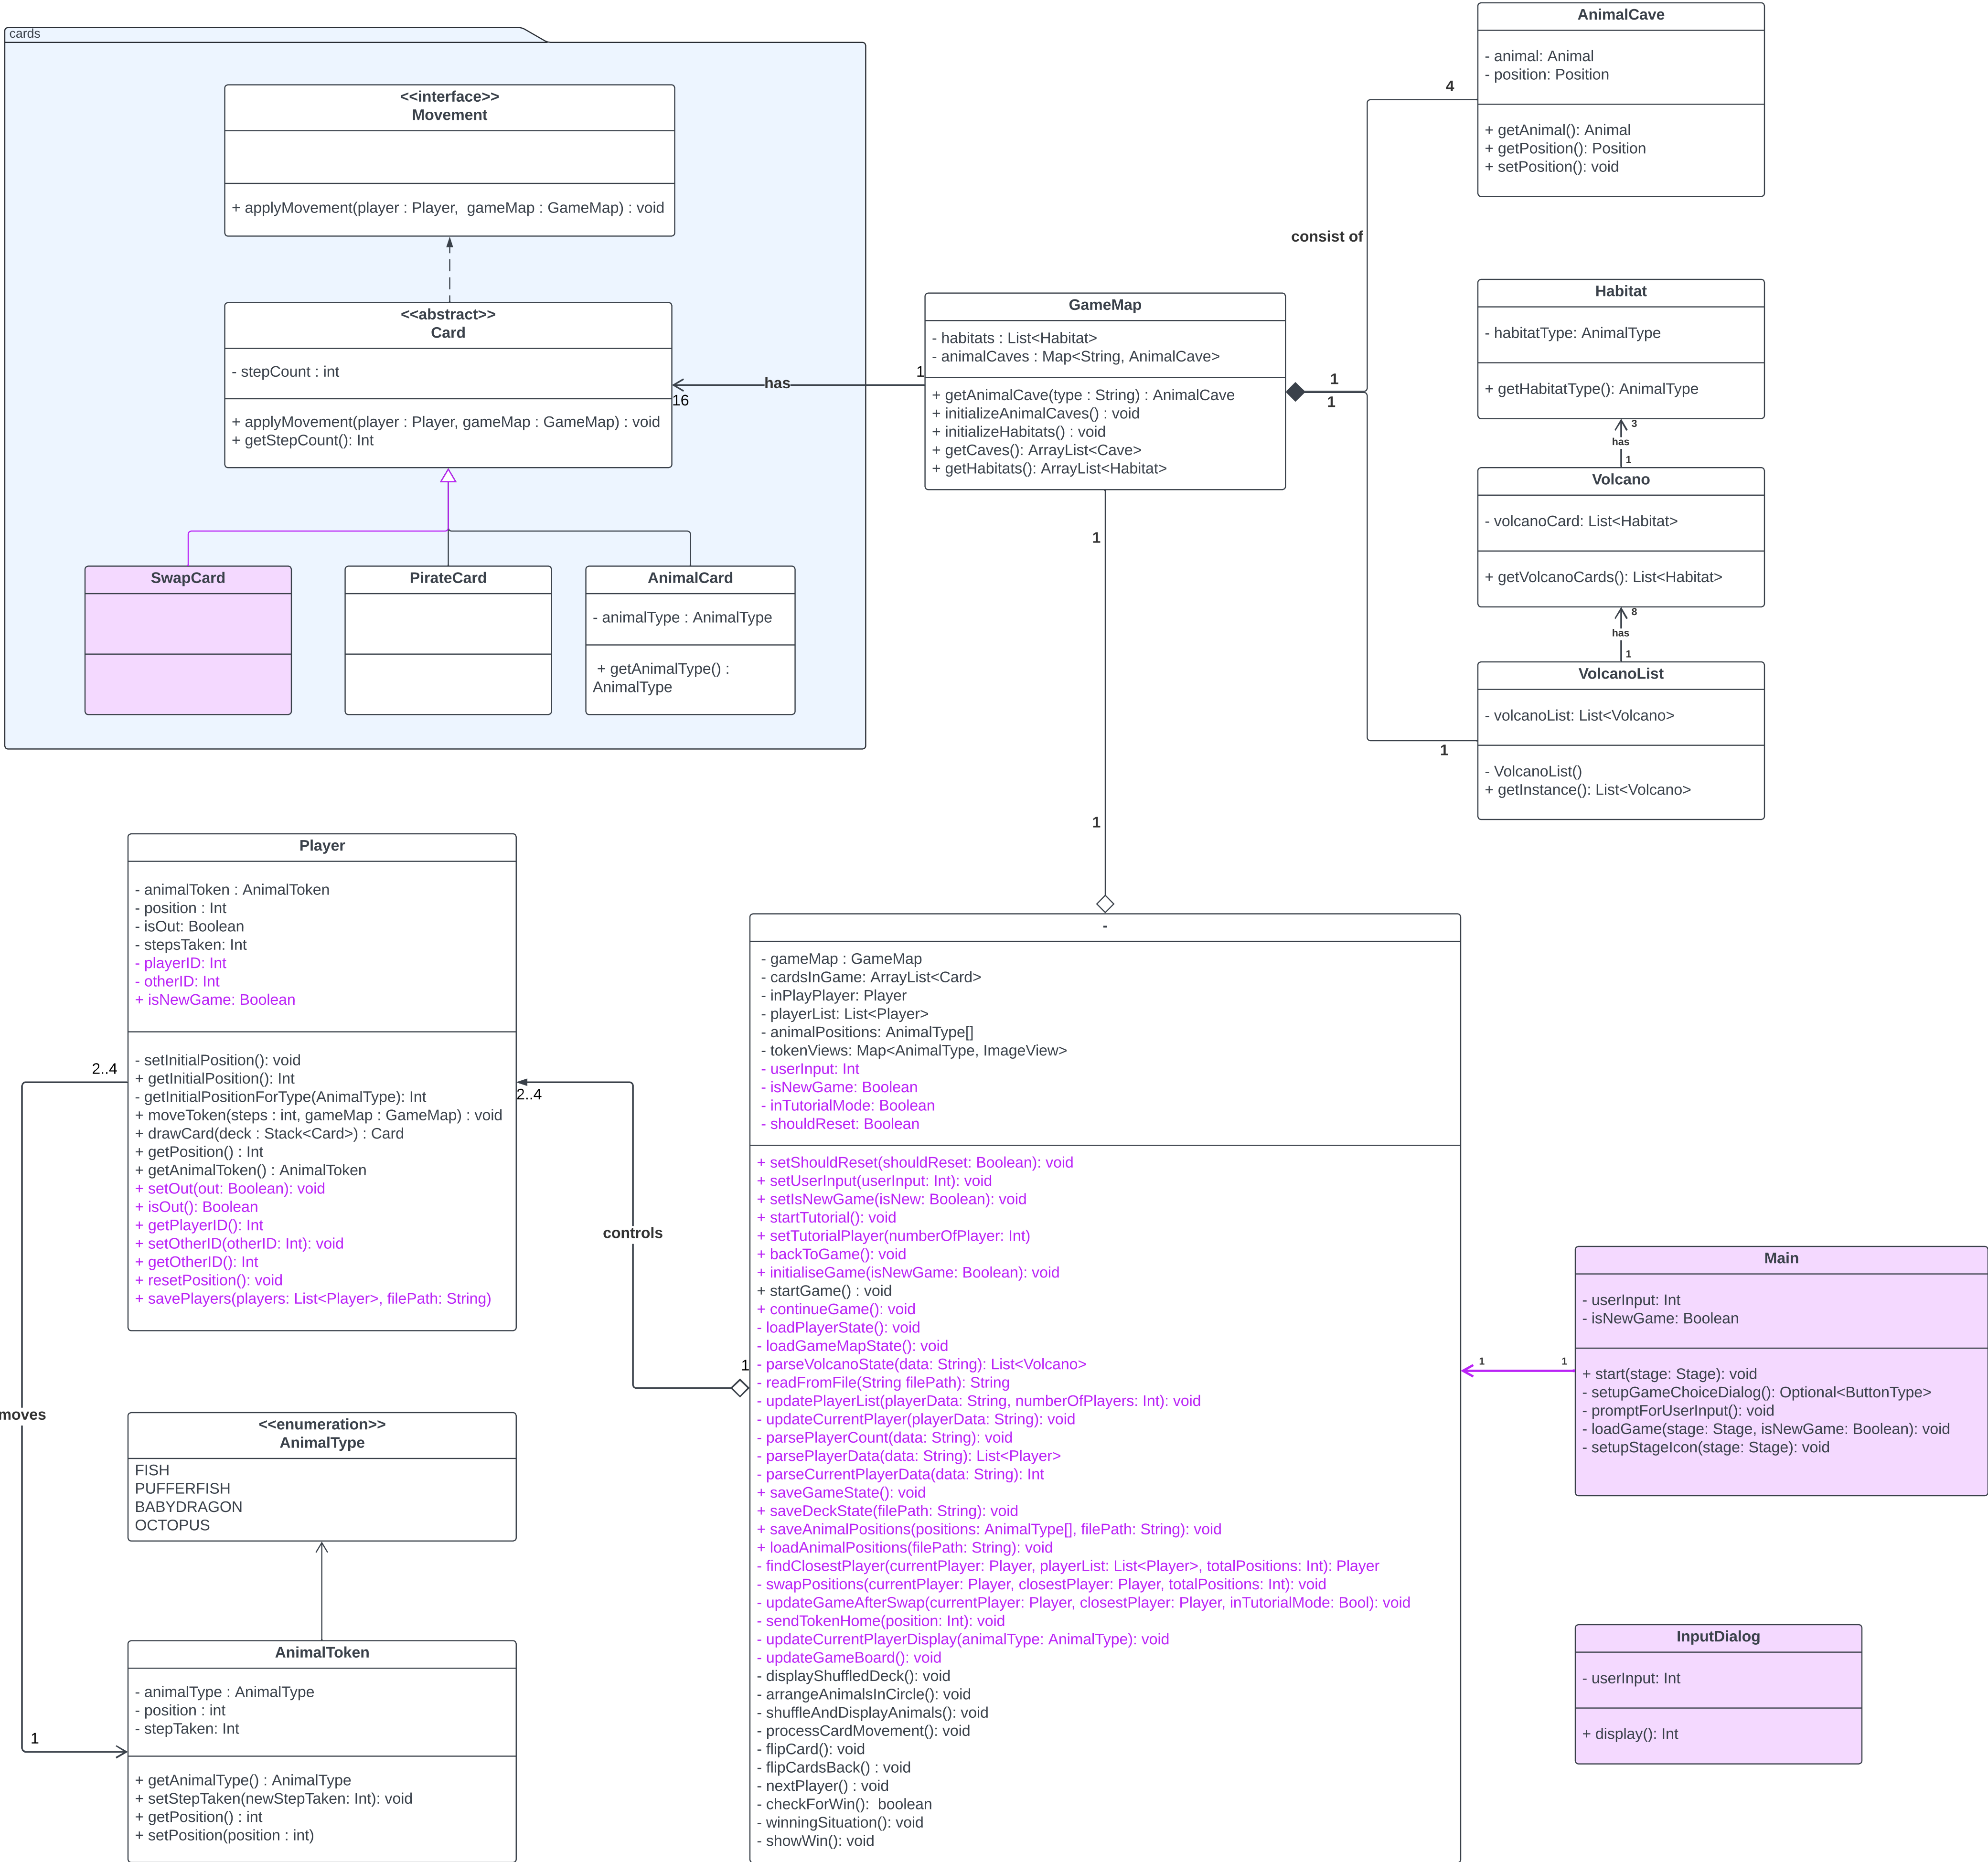 cards
<<interface>>
Movement
+ applyMovement(player : Player,  gameMap : GameMap) : void
<<abstract>>
Card
- stepCount : int
+ applyMovement(player : Player, gameMap : GameMap) : void
+ getStepCount(): Int
SwapCard
PirateCard
AnimalCard
- animalType : AnimalType
+ getAnimalType() :
AnimalType
16
has
1
GameMap
- habitats : List<Habitat>
- animalCaves : Map<String, AnimalCave>
+ getAnimalCave(type : String) : AnimalCave
+ initializeAnimalCaves() : void
+ initializeHabitats() : void
+ getCaves(): ArrayList<Cave>
+ getHabitats(): ArrayList<Habitat>
1
1
consist of
4
1
1
1
AnimalCave
- animal: Animal
- position: Position
+ getAnimal(): Animal
+ getPosition(): Position
+ setPosition(): void
Habitat
- habitatType: AnimalType
+ getHabitatType(): AnimalType
3
has
1
Volcano
- volcanoCard: List<Habitat>
+ getVolcanoCards(): List<Habitat>
8
has
1
VolcanoList
- volcanoList: List<Volcano>
- VolcanoList()
+ getInstance(): List<Volcano>
Player
- animalToken : AnimalToken
- position : Int
- isOut: Boolean
- stepsTaken: Int
- playerID: Int
- otherID: Int
+ isNewGame: Boolean
- setInitialPosition(): void
+ getInitialPosition(): Int
- getInitialPositionForType(AnimalType): Int
+ moveToken(steps : int, gameMap : GameMap) : void
+ drawCard(deck : Stack<Card>) : Card
+ getPosition() : Int
+ getAnimalToken() : AnimalToken
+ setOut(out: Boolean): void
+ isOut(): Boolean
+ getPlayerID(): Int
+ setOtherID(otherID: Int): void
+ getOtherID(): Int
+ resetPosition(): void
+ savePlayers(players: List<Player>, filePath: String)
2..4
moves
1
2..4
controls
1
<<enumeration>>
AnimalType
FISH
PUFFERFISH
BABYDRAGON
OCTOPUS
AnimalToken
- animalType : AnimalType
- position : int
- stepTaken: Int
+ getAnimalType() : AnimalType
+ setStepTaken(newStepTaken: Int): void
+ getPosition() : int
+ setPosition(position : int)
-
- gameMap : GameMap
- cardsInGame: ArrayList<Card>
- inPlayPlayer: Player
- playerList: List<Player>
- animalPositions: AnimalType[]
- tokenViews: Map<AnimalType, ImageView>
- userInput: Int
- isNewGame: Boolean
- inTutorialMode: Boolean
- shouldReset: Boolean
+ setShouldReset(shouldReset: Boolean): void
+ setUserInput(userInput: Int): void
+ setIsNewGame(isNew: Boolean): void
+ startTutorial(): void
+ setTutorialPlayer(numberOfPlayer: Int)
+ backToGame(): void
+ initialiseGame(isNewGame: Boolean): void
+ startGame() : void
+ continueGame(): void
- loadPlayerState(): void
- loadGameMapState(): void
- parseVolcanoState(data: String): List<Volcano>
- readFromFile(String filePath): String
- updatePlayerList(playerData: String, numberOfPlayers: Int): void
- updateCurrentPlayer(playerData: String): void
- parsePlayerCount(data: String): void
- parsePlayerData(data: String): List<Player>
- parseCurrentPlayerData(data: String): Int
+ saveGameState(): void
+ saveDeckState(filePath: String): void
+ saveAnimalPositions(positions: AnimalType[], filePath: String): void
+ loadAnimalPositions(filePath: String): void
- findClosestPlayer(currentPlayer: Player, playerList: List<Player>, totalPositions: Int): Player
- swapPositions(currentPlayer: Player, closestPlayer: Player, totalPositions: Int): void
- updateGameAfterSwap(currentPlayer: Player, closestPlayer: Player, inTutorialMode: Bool): void
- sendTokenHome(position: Int): void
- updateCurrentPlayerDisplay(animalType: AnimalType): void
- updateGameBoard(): void
- displayShuffledDeck(): void
- arrangeAnimalsInCircle(): void
- shuffleAndDisplayAnimals(): void
- processCardMovement(): void
- flipCard(): void
- flipCardsBack() : void
- nextPlayer() : void
- checkForWin():  boolean
- winningSituation(): void
- showWin(): void
1
1
Main
- userInput: Int
- isNewGame: Boolean
+ start(stage: Stage): void
- setupGameChoiceDialog(): Optional<ButtonType>
- promptForUserInput(): void
- loadGame(stage: Stage, isNewGame: Boolean): void
- setupStageIcon(stage: Stage): void
InputDialog
- userInput: Int
+ display(): Int